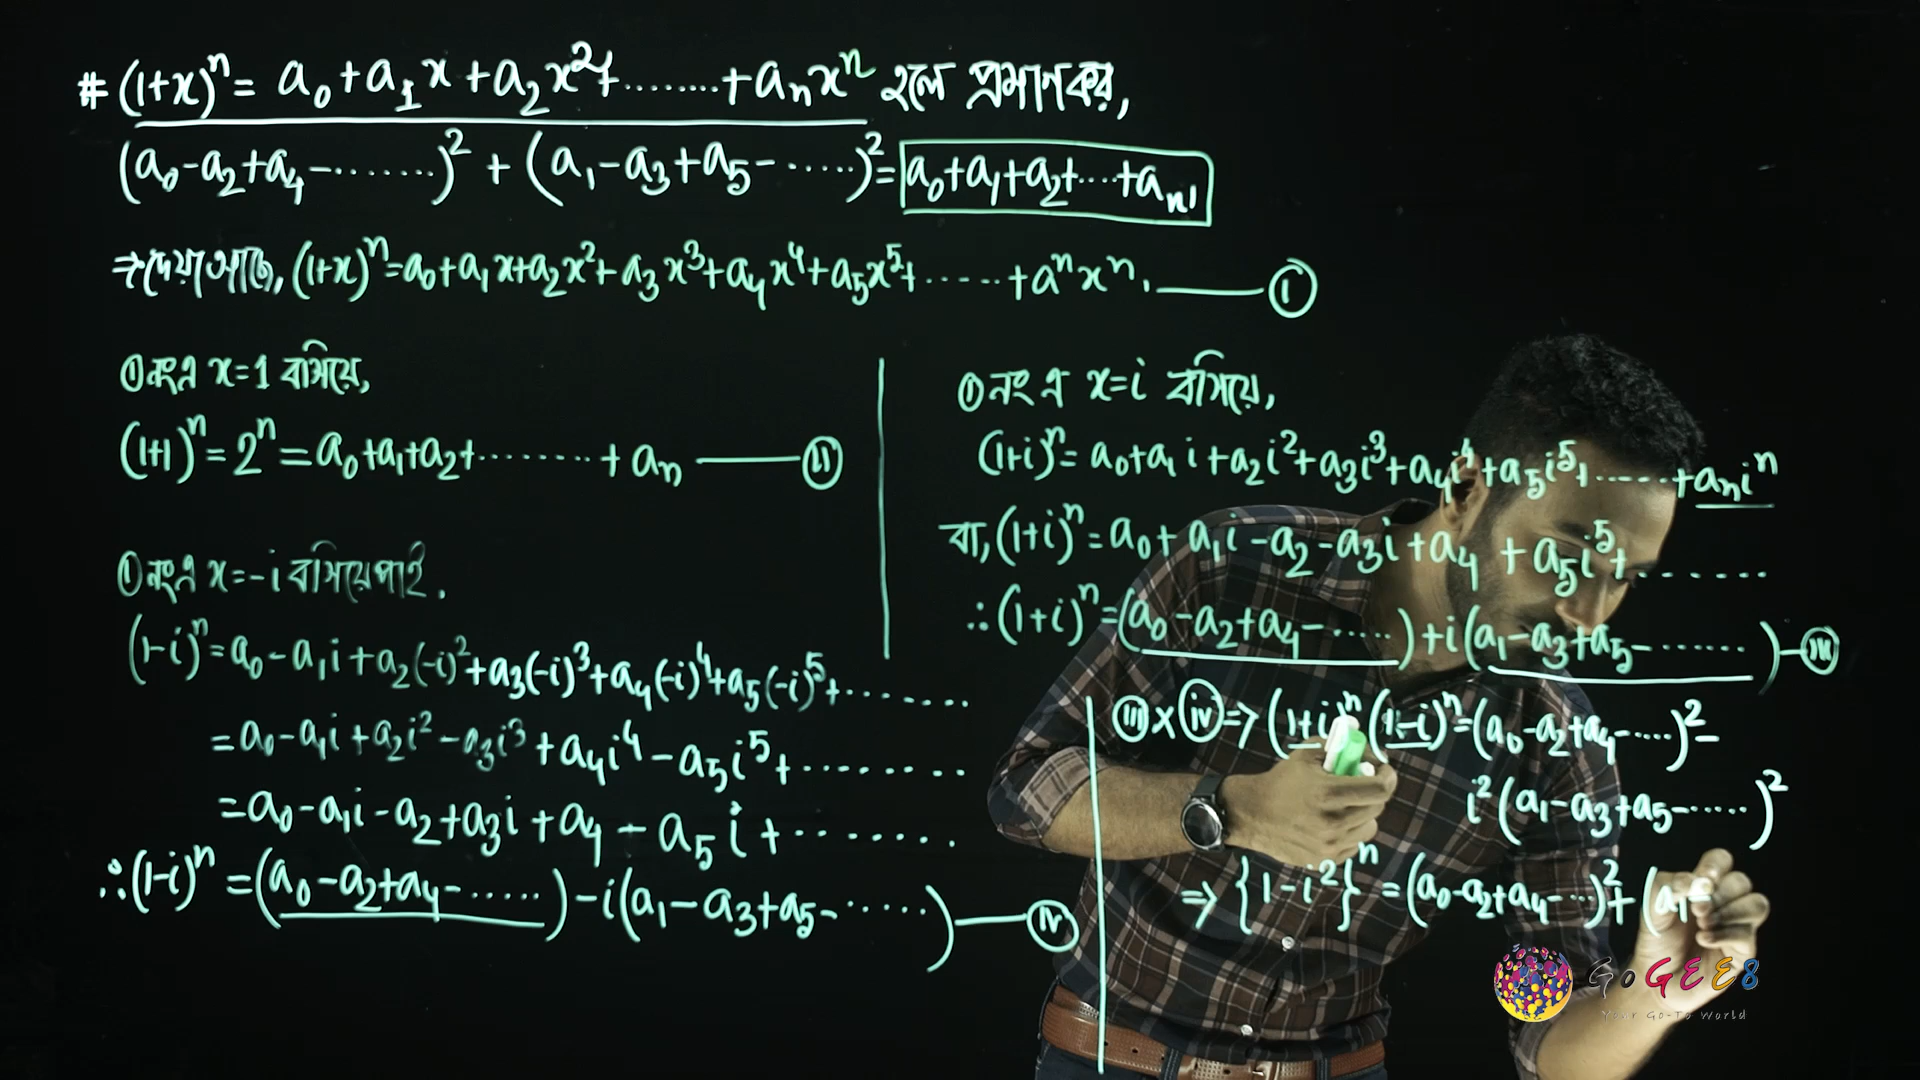 # (1+x)ⁿ = a₀+a₁x+a₂x²+........+aₙxⁿ হলে প্রমাণ কর,
(a₀-a₂+a₄-.......)² + (a₁-a₃+a₅-.....)² = a₀+a₁+a₂+....+aₙ।
⇒ দেয়া আছে, (1+x)ⁿ=a₀+a₁x+a₂x²+a₃x³+a₄x⁴+a₅x⁵+......+aⁿxⁿ. —— ⓘ
ⓘ নং এ x=1 বসিয়ে,
(1+1)ⁿ=2ⁿ=a₀+a₁+a₂+........+aₙ —— ⓘⓘ
ⓘ নং এ x=-i বসিয়ে পাই.
(1-i)ⁿ=a₀-a₁i+a₂(-i)²+a₃(-i)³+a₄(-i)⁴+a₅(-i)⁵+.......
=a₀-a₁i+a₂i²-a₃i³+a₄i⁴-a₅i⁵+........
=a₀-a₁i-a₂+a₃i+a₄-a₅i+.......
∴(1-i)ⁿ=(a₀-a₂+a₄-.....)-i(a₁-a₃+a₅-.....) —— (iv)
ⓘ নং এ x=i বসিয়ে,
(1+i)ⁿ=a₀+a₁i+a₂i²+a₃i³+a₄i⁴+a₅i⁵+......+aₙiⁿ
বা, (1+i)ⁿ=a₀+a₁i-a₂-a₃i+a₄+a₅i⁵+.......
∴(1+i)ⁿ=(a₀-a₂+a₄-.....)+i(a₁-a₃+a₅-.......) — (iii)
(iii)×(iv)⇒(1+i)ⁿ(1-i)ⁿ=(a₀-a₂+a₄-....)²-
i²(a₁-a₃+a₅-.....)²
⇒{1-i²}ⁿ=(a₀-a₂+a₄-...)²+(a₁-
GoGEE8
Your Go-To World